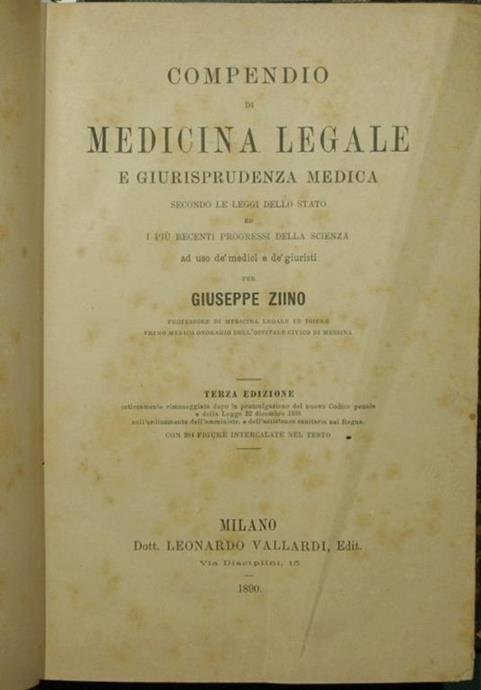 COMPENDIO
DI
MEDICINA LEGALE
E GIURISPRUDENZA MEDICA
SECONDO LE LEGGI DELLO STATO
ED
I PIÙ RECENTI PROGRESSI DELLA SCIENZA
ad uso de' medici e de' giuristi
PER
GIUSEPPE ZIINO
PROFESSORE DI MEDICINA LEGALE ED IGIENE
PRIMO MEDICO ONORARIO DELL'OSPITALE CIVICO DI MESSINA
TERZA EDIZIONE
interamente rimaneggiata dopo la promulgazione del nuovo Codice penale
e della Legge 22 dicembre 1888
sull'ordinamento dell'amministr. e dell'assistenza sanitaria nel Regno.
CON 204 FIGURE INTERCALATE NEL TESTO
MILANO
Dott. LEONARDO VALLARDI, Edit.
Via Disciplini, 15
1890.